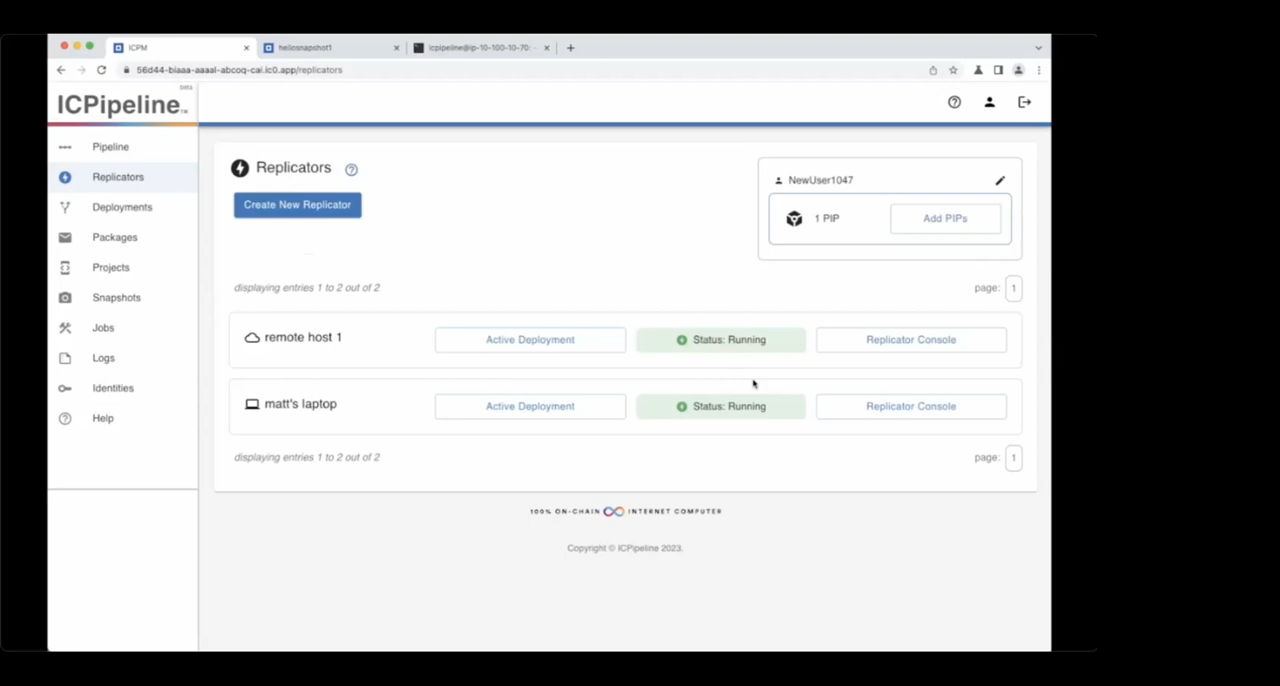 ICPM
hellosnapshot1
icpipeline@ip-10-100-10-70: ~
56d44-biaaa-aaaal-abcoq-cai.ic0.app/replicators
BETA
ICPipeline™
Pipeline
Replicators
Deployments
Packages
Projects
Snapshots
Jobs
Logs
Identities
Help
Replicators
Create New Replicator
NewUser1047
1 PIP
Add PIPs
displaying entries 1 to 2 out of 2
page: 1
remote host 1
Active Deployment
Status: Running
Replicator Console
matt's laptop
Active Deployment
Status: Running
Replicator Console
displaying entries 1 to 2 out of 2
page: 1
100% ON-CHAIN INTERNET COMPUTER
Copyright © ICPipeline 2023.